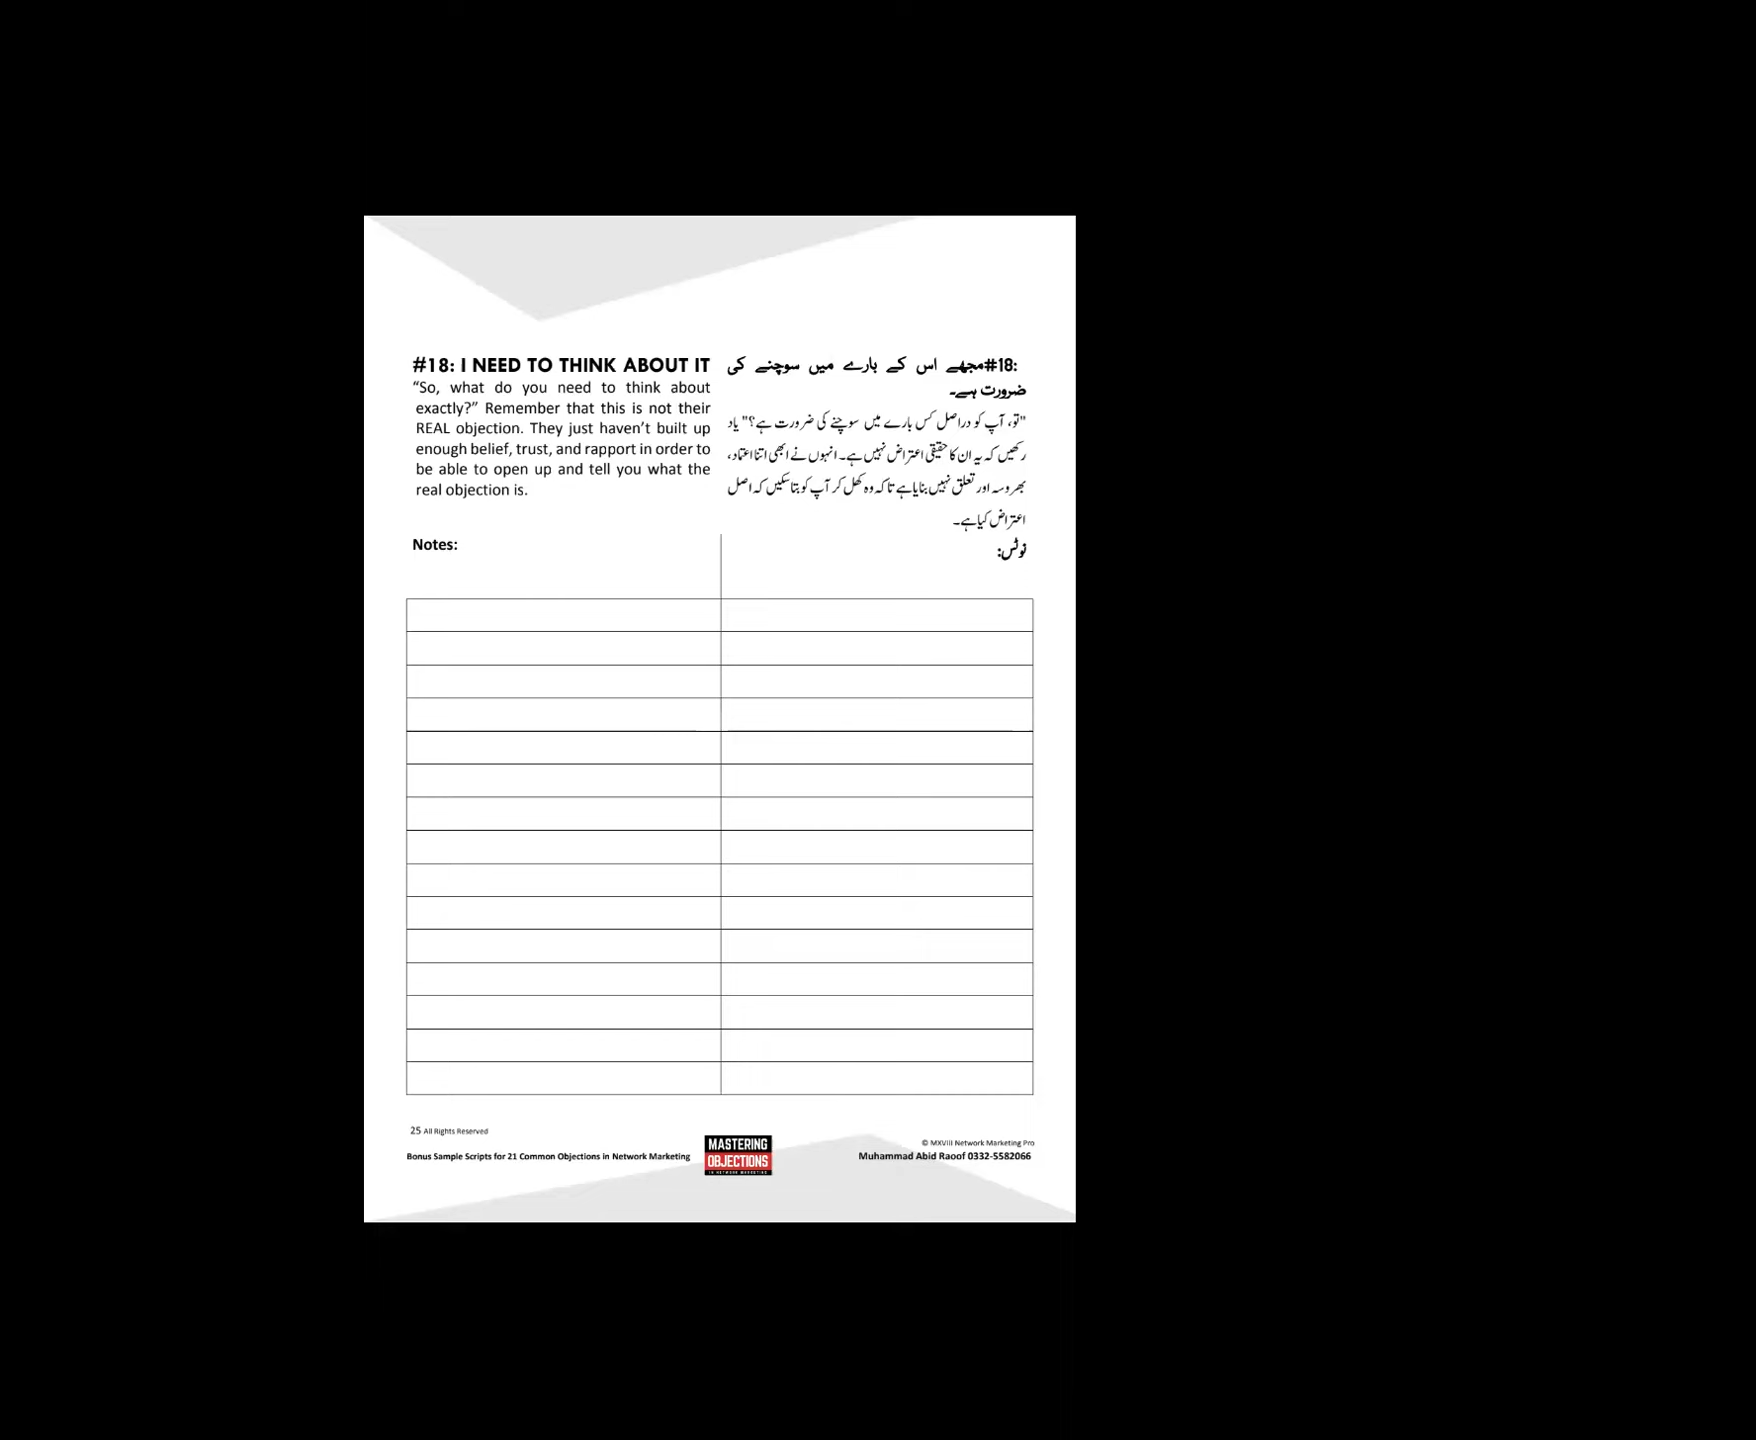 #18: I NEED TO THINK ABOUT IT
“So, what do you need to think about
exactly?” Remember that this is not their
REAL objection. They just haven’t built up
enough belief, trust, and rapport in order to
be able to open up and tell you what the
real objection is.
#18: مجھے اس کے بارے میں سوچنے کی
ضرورت ہے۔
"تو، آپ کو دراصل کس بارے میں سوچنے کی ضرورت ہے؟" یاد
رکھیں کہ یہ ان کا حقیقی اعتراض نہیں ہے۔ انہوں نے ابھی اتنا اعتماد،
بھروسہ اور تعلق نہیں بنایا ہے تاکہ وہ کھل کر آپ کو بتا سکیں کہ اصل
اعتراض کیا ہے۔
Notes:
نوٹس:
25 All Rights Reserved
© MXVIII Network Marketing Pro
Bonus Sample Scripts for 21 Common Objections in Network Marketing
MASTERING
OBJECTIONS
IN NETWORK MARKETING
Muhammad Abid Raoof 0332-5582066